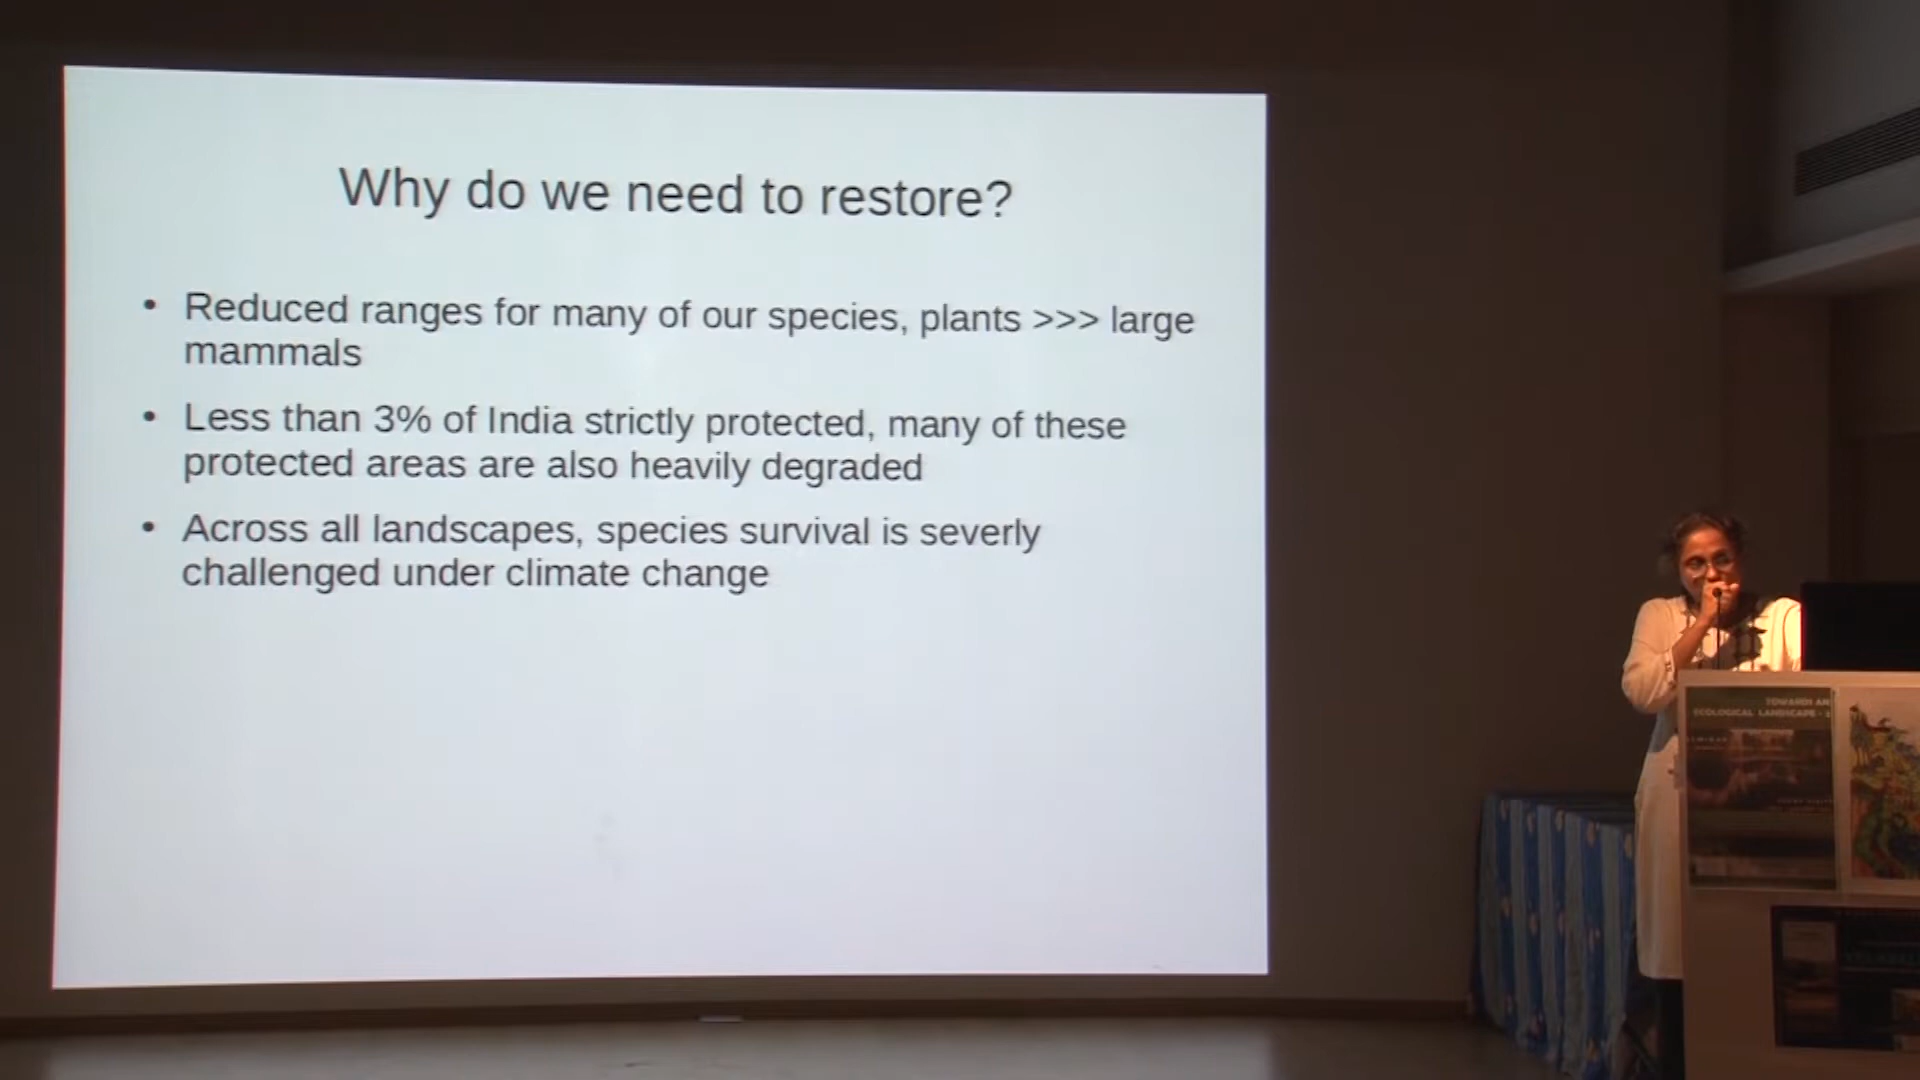 Why do we need to restore?
• Reduced ranges for many of our species, plants >>> large
mammals
• Less than 3% of India strictly protected, many of these
protected areas are also heavily degraded
• Across all landscapes, species survival is severly
challenged under climate change
TOWARDS AN
ECOLOGICAL LANDSCAPE